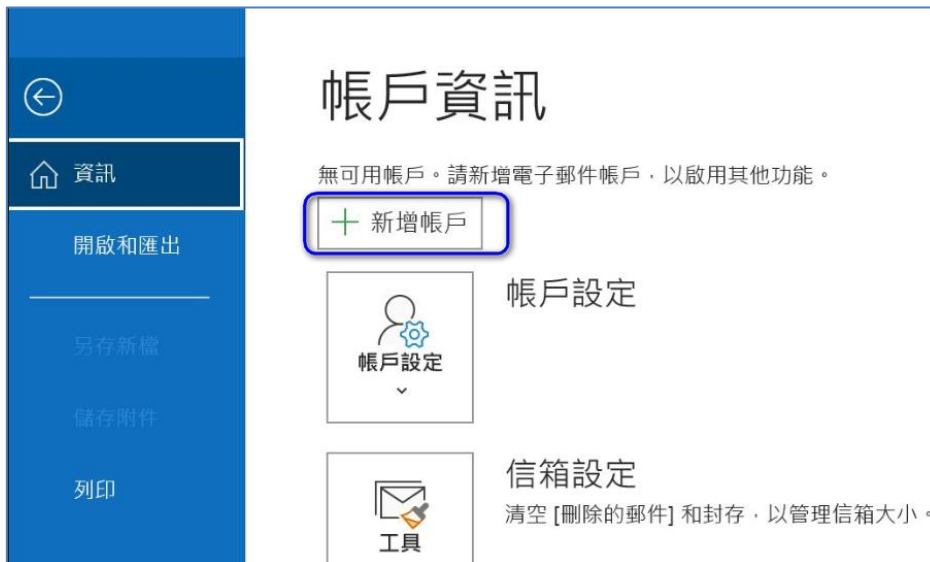 帳戶資訊
資訊
無可用帳戶。請新增電子郵件帳戶，以啟用其他功能。
新增帳戶
開啟和匯出
帳戶設定
帳戶設定
另存新檔
儲存附件
列印
信箱設定
清空 [刪除的郵件] 和封存，以管理信箱大小。
工具